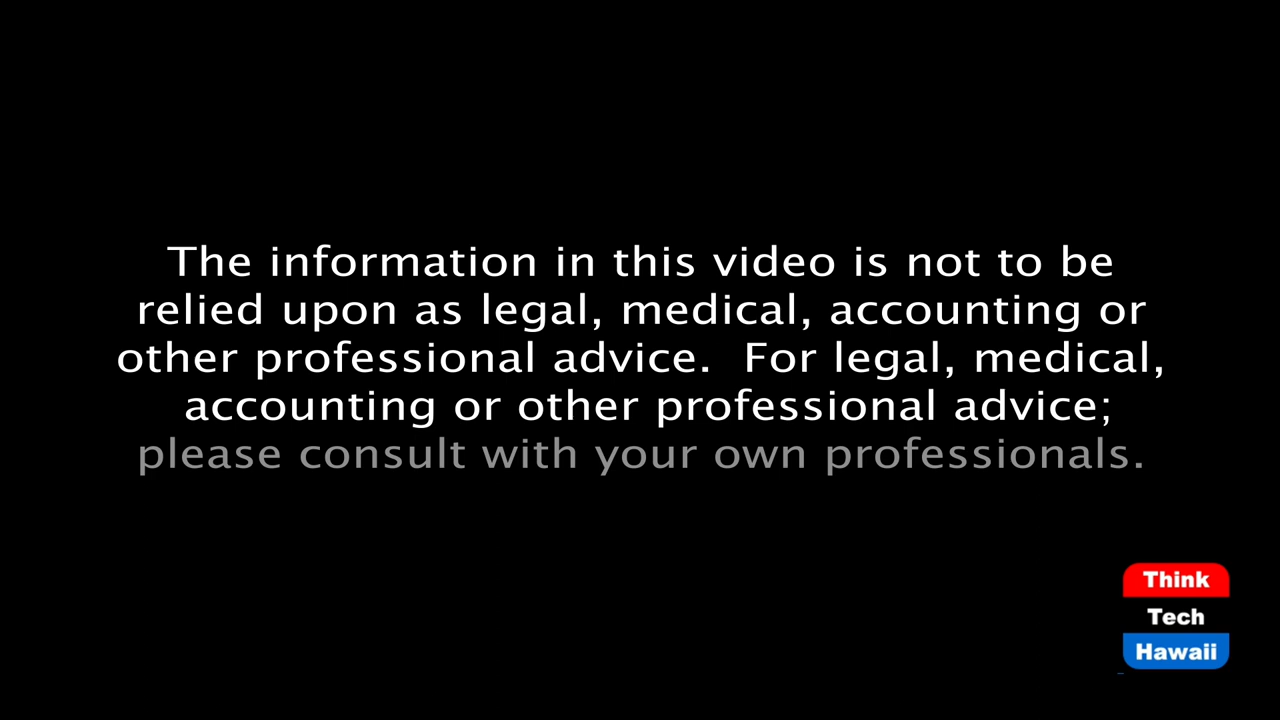 The information in this video is not to be
relied upon as legal, medical, accounting or
other professional advice.  For legal, medical,
accounting or other professional advice;
please consult with your own professionals.
Think
Tech
Hawaii